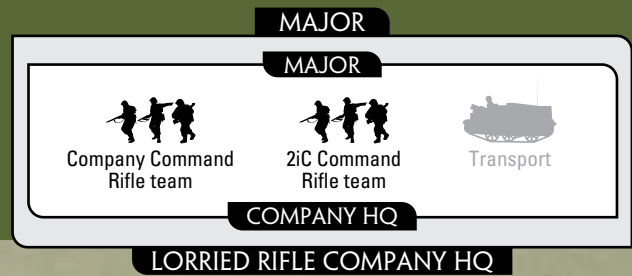 MAJOR
MAJOR
Company Command
Rifle team
2iC Command
Rifle team
Transport
COMPANY HQ
LORRIED RIFLE COMPANY HQ